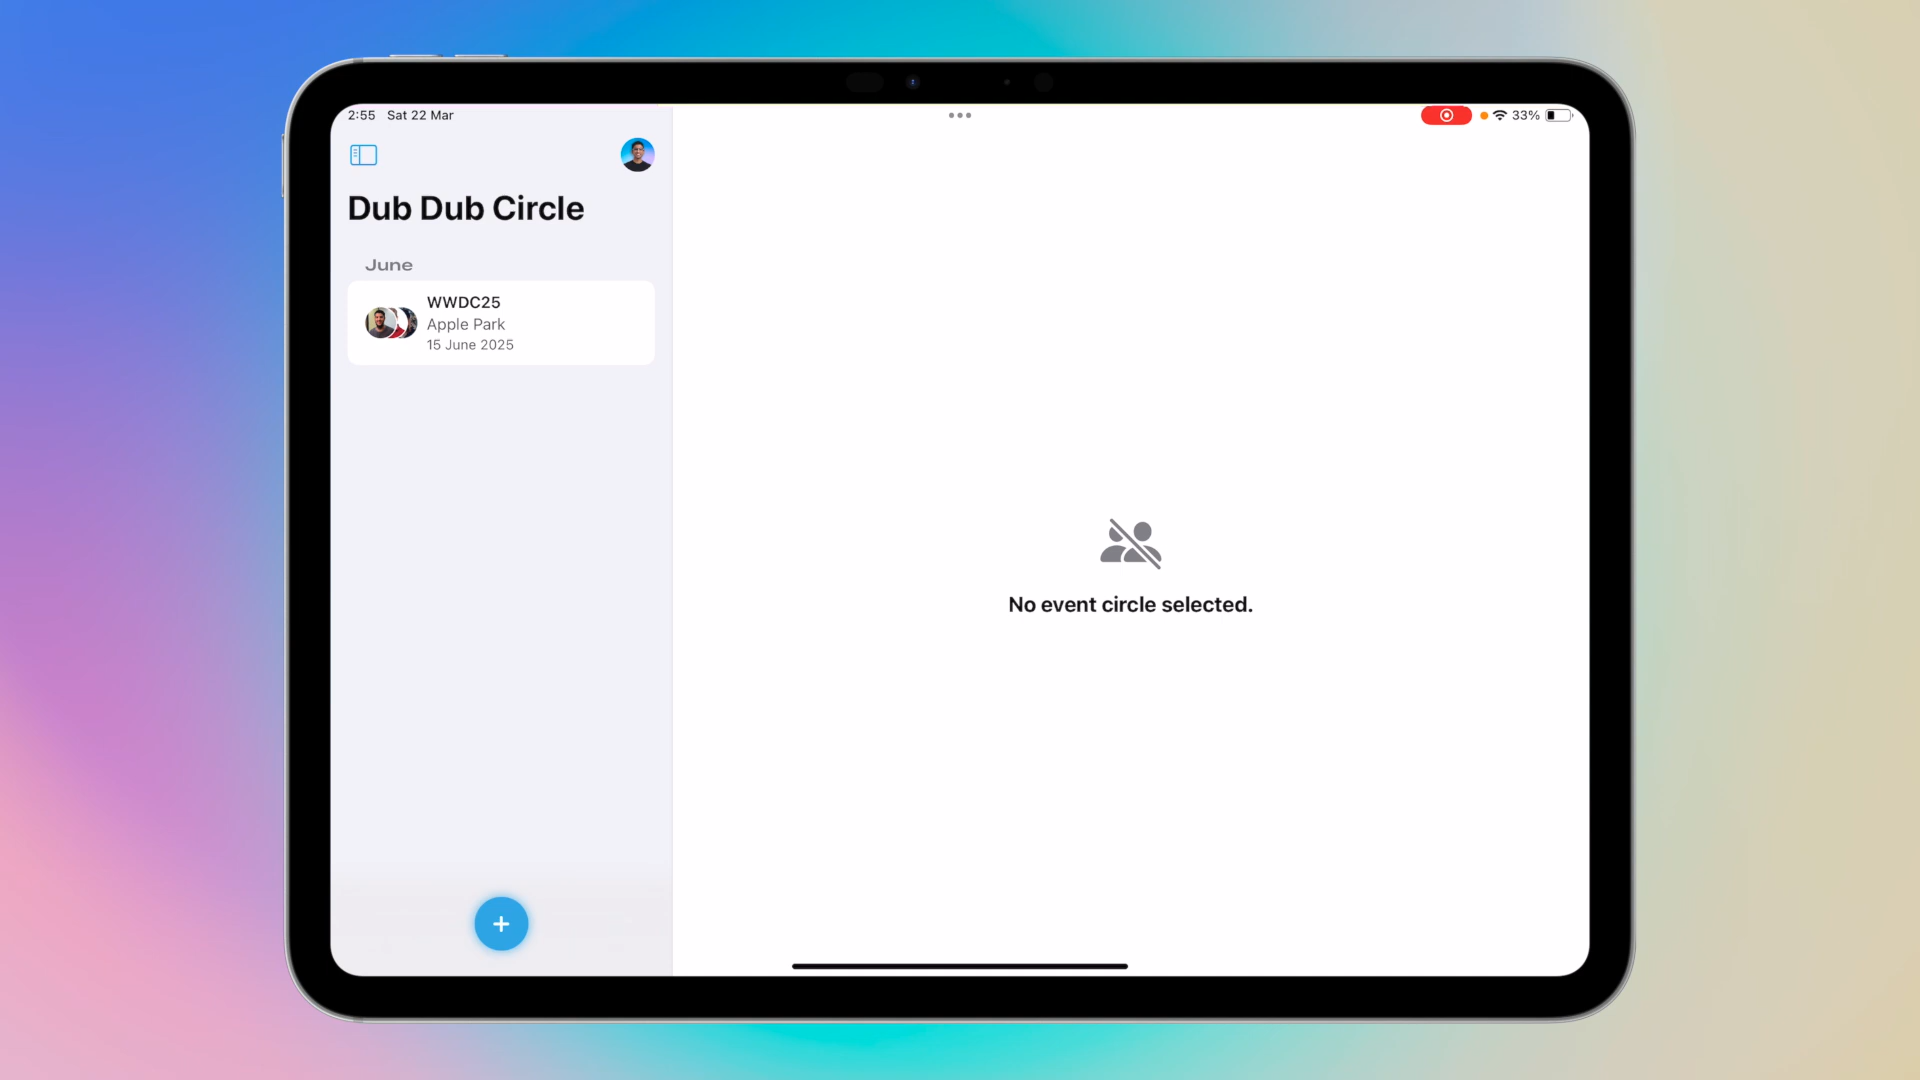 2:55 Sat 22 Mar
33%
Dub Dub Circle
June
WWDC25
Apple Park
15 June 2025
No event circle selected.